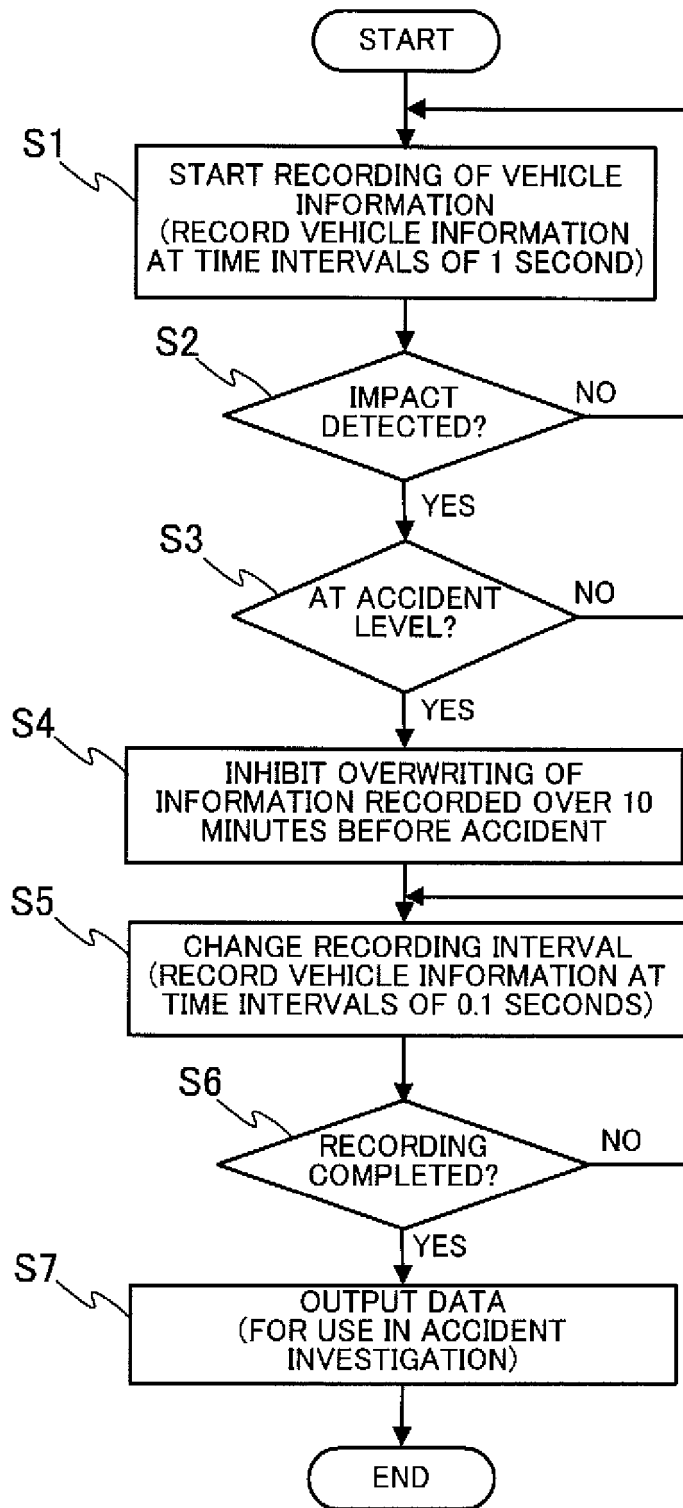 START
S1
START RECORDING OF VEHICLE
INFORMATION
(RECORD VEHICLE INFORMATION
AT TIME INTERVALS OF 1 SECOND)
S2
IMPACT
DETECTED?
NO
YES
S3
AT ACCIDENT
LEVEL?
NO
YES
S4
INHIBIT OVERWRITING OF
INFORMATION RECORDED OVER 10
MINUTES BEFORE ACCIDENT
S5
CHANGE RECORDING INTERVAL
(RECORD VEHICLE INFORMATION AT
TIME INTERVALS OF 0.1 SECONDS)
S6
RECORDING
COMPLETED?
NO
YES
S7
OUTPUT DATA
(FOR USE IN ACCIDENT
INVESTIGATION)
END